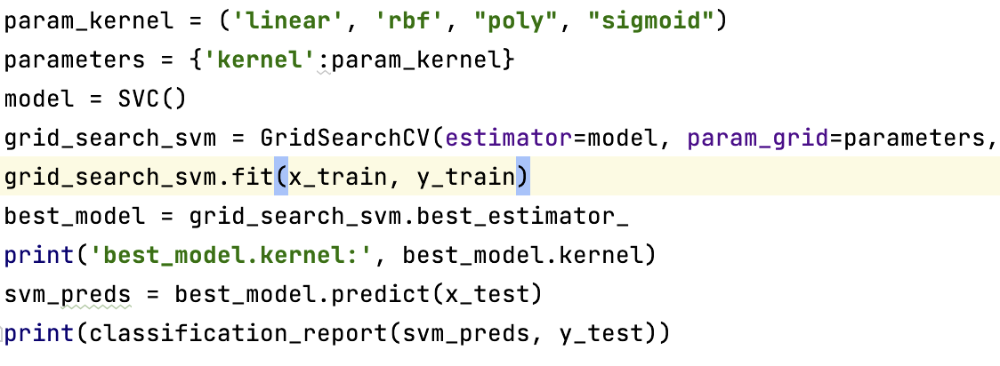 param_kernel = ('linear', 'rbf', "poly", "sigmoid")
parameters = {'kernel':param_kernel}
model = SVC()
grid_search_svm = GridSearchCV(estimator=model, param_grid=parameters,
grid_search_svm.fit(x_train, y_train)
best_model = grid_search_svm.best_estimator_
print('best_model.kernel:', best_model.kernel)
svm_preds = best_model.predict(x_test)
print(classification_report(svm_preds, y_test))